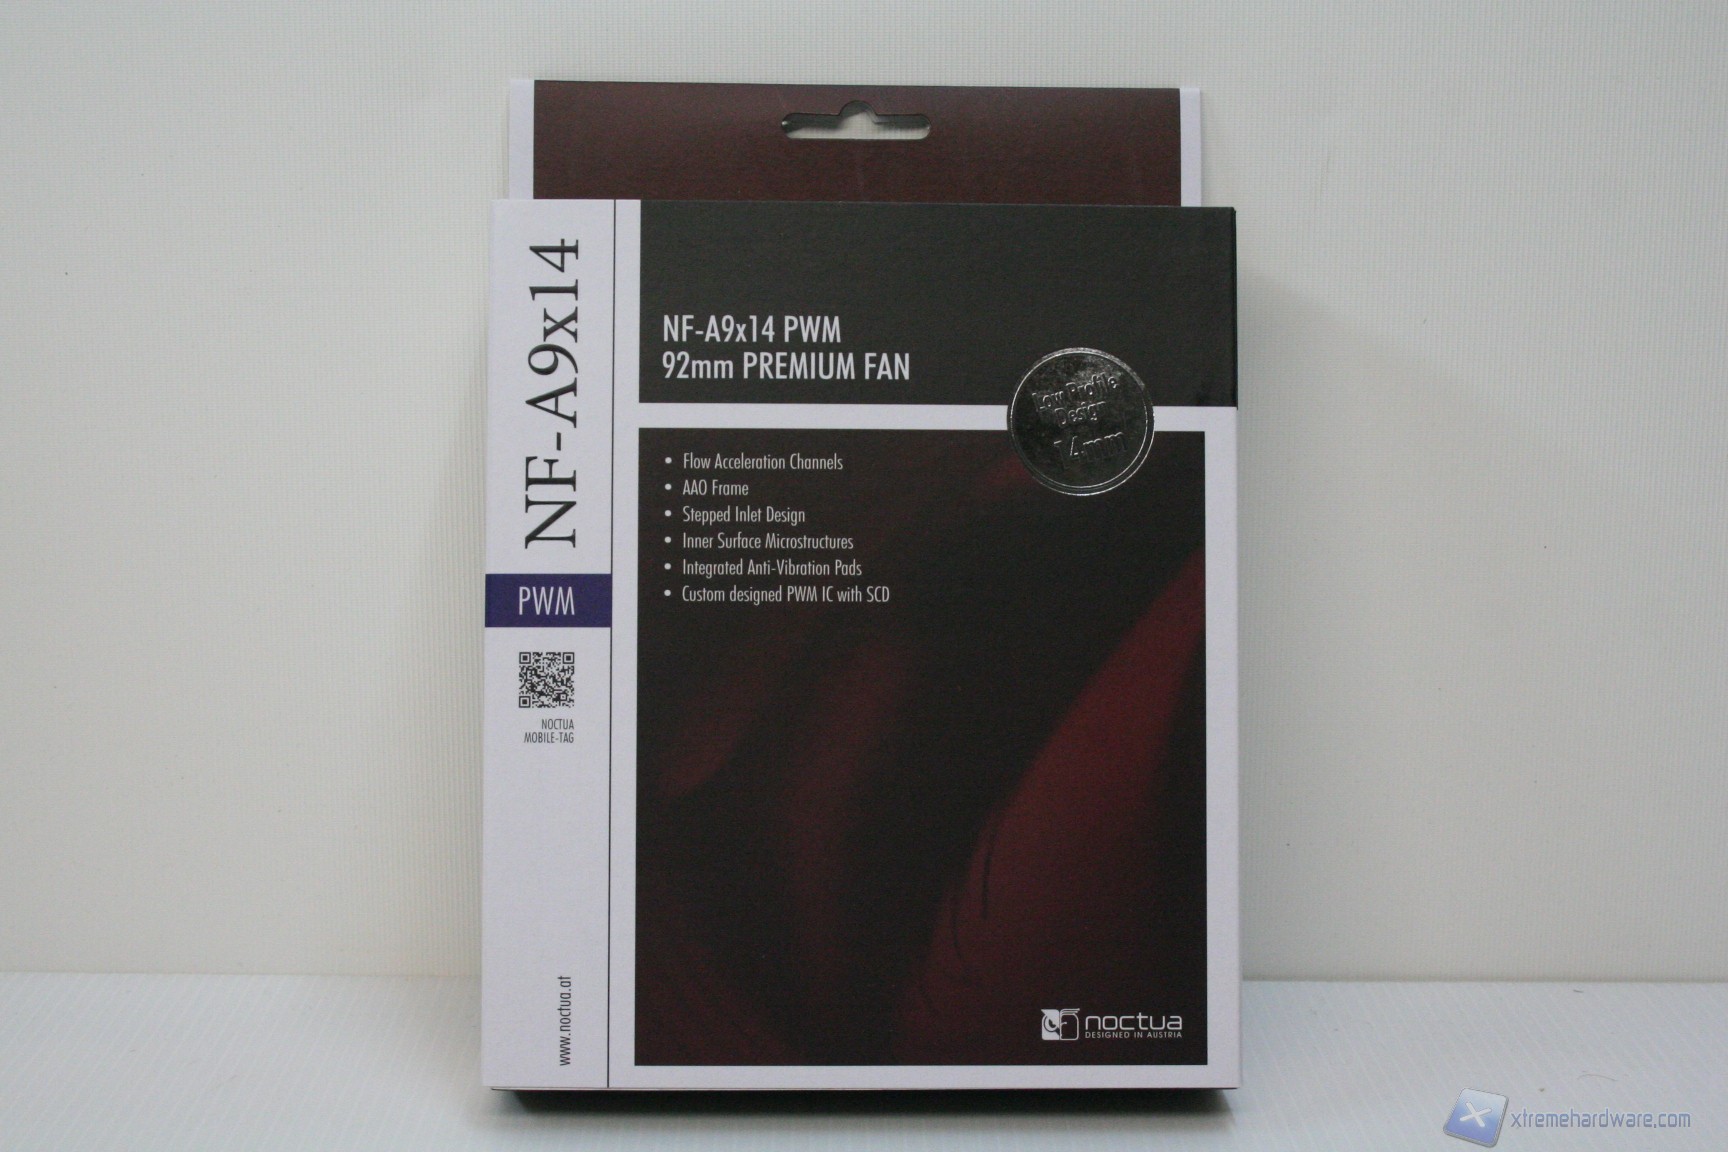 NF-A9x14
PWM
NOCTUA
MOBILE-TAG
www.noctua.at
NF-A9x14 PWM
92mm PREMIUM FAN
Low Profile
Design
14mm
• Flow Acceleration Channels
• AAO Frame
• Stepped Inlet Design
• Inner Surface Microstructures
• Integrated Anti-Vibration Pads
• Custom designed PWM IC with SCD
noctua
DESIGNED IN AUSTRIA
xtremehardware.com